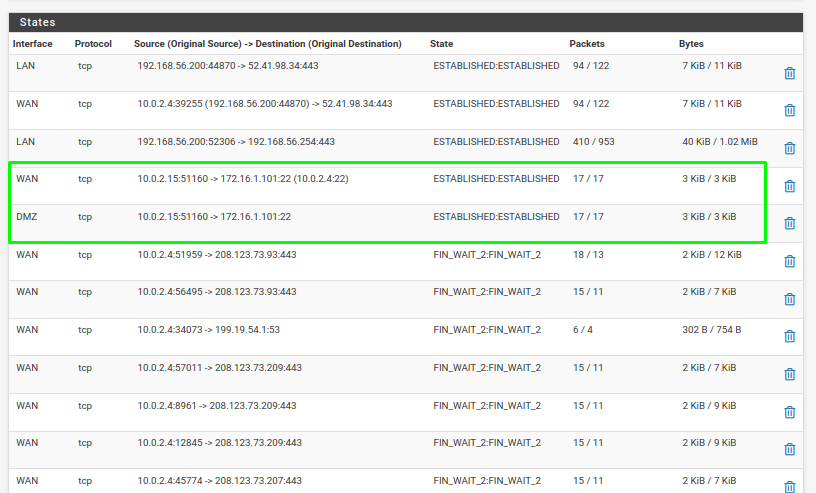 States
Interface Protocol Source (Original Source) -> Destination (Original Destination) State Packets Bytes
LAN tcp 192.168.56.200:44870 -> 52.41.98.34:443 ESTABLISHED:ESTABLISHED 94 / 122 7 KiB / 11 KiB
WAN tcp 10.0.2.4:39255 (192.168.56.200:44870) -> 52.41.98.34:443 ESTABLISHED:ESTABLISHED 94 / 122 7 KiB / 11 KiB
LAN tcp 192.168.56.200:52306 -> 192.168.56.254:443 ESTABLISHED:ESTABLISHED 410 / 953 40 KiB / 1.02 MiB
WAN tcp 10.0.2.15:51160 -> 172.16.1.101:22 (10.0.2.4:22) ESTABLISHED:ESTABLISHED 17 / 17 3 KiB / 3 KiB
DMZ tcp 10.0.2.15:51160 -> 172.16.1.101:22 ESTABLISHED:ESTABLISHED 17 / 17 3 KiB / 3 KiB
WAN tcp 10.0.2.4:51959 -> 208.123.73.93:443 FIN_WAIT_2:FIN_WAIT_2 18 / 13 2 KiB / 12 KiB
WAN tcp 10.0.2.4:56495 -> 208.123.73.93:443 FIN_WAIT_2:FIN_WAIT_2 15 / 11 2 KiB / 7 KiB
WAN tcp 10.0.2.4:34073 -> 199.19.54.1:53 FIN_WAIT_2:FIN_WAIT_2 6 / 4 302 B / 754 B
WAN tcp 10.0.2.4:57011 -> 208.123.73.209:443 FIN_WAIT_2:FIN_WAIT_2 15 / 11 2 KiB / 7 KiB
WAN tcp 10.0.2.4:8961 -> 208.123.73.209:443 FIN_WAIT_2:FIN_WAIT_2 15 / 11 2 KiB / 9 KiB
WAN tcp 10.0.2.4:12845 -> 208.123.73.209:443 FIN_WAIT_2:FIN_WAIT_2 15 / 11 2 KiB / 9 KiB
WAN tcp 10.0.2.4:45774 -> 208.123.73.207:443 FIN_WAIT_2:FIN_WAIT_2 15 / 11 2 KiB / 7 KiB